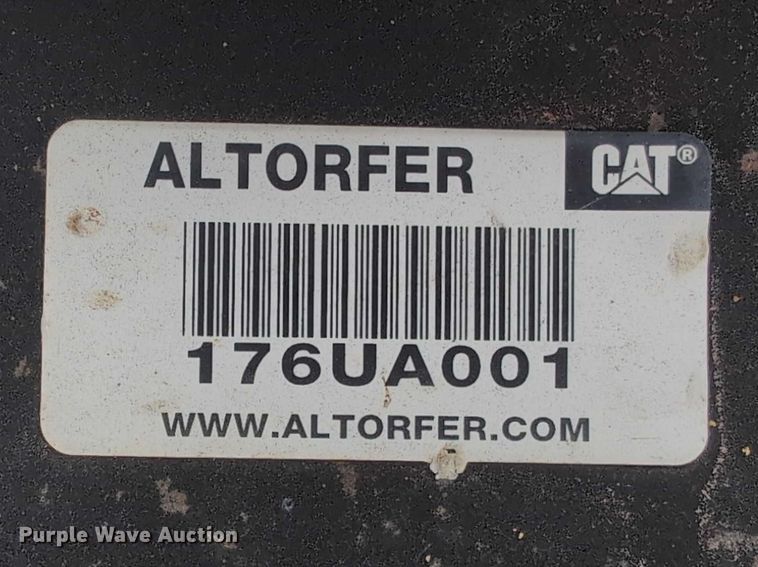 ALTORFER
CAT®
176UA001
WWW.ALTORFER.COM
Purple Wave Auction